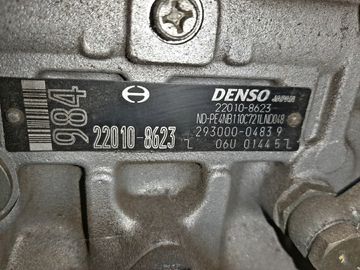 984
22010-8623 Z
DENSO JAPAN
22010-8623
ND-PE4NB110C721LND048
293000-0483 9
06U 01445 Z